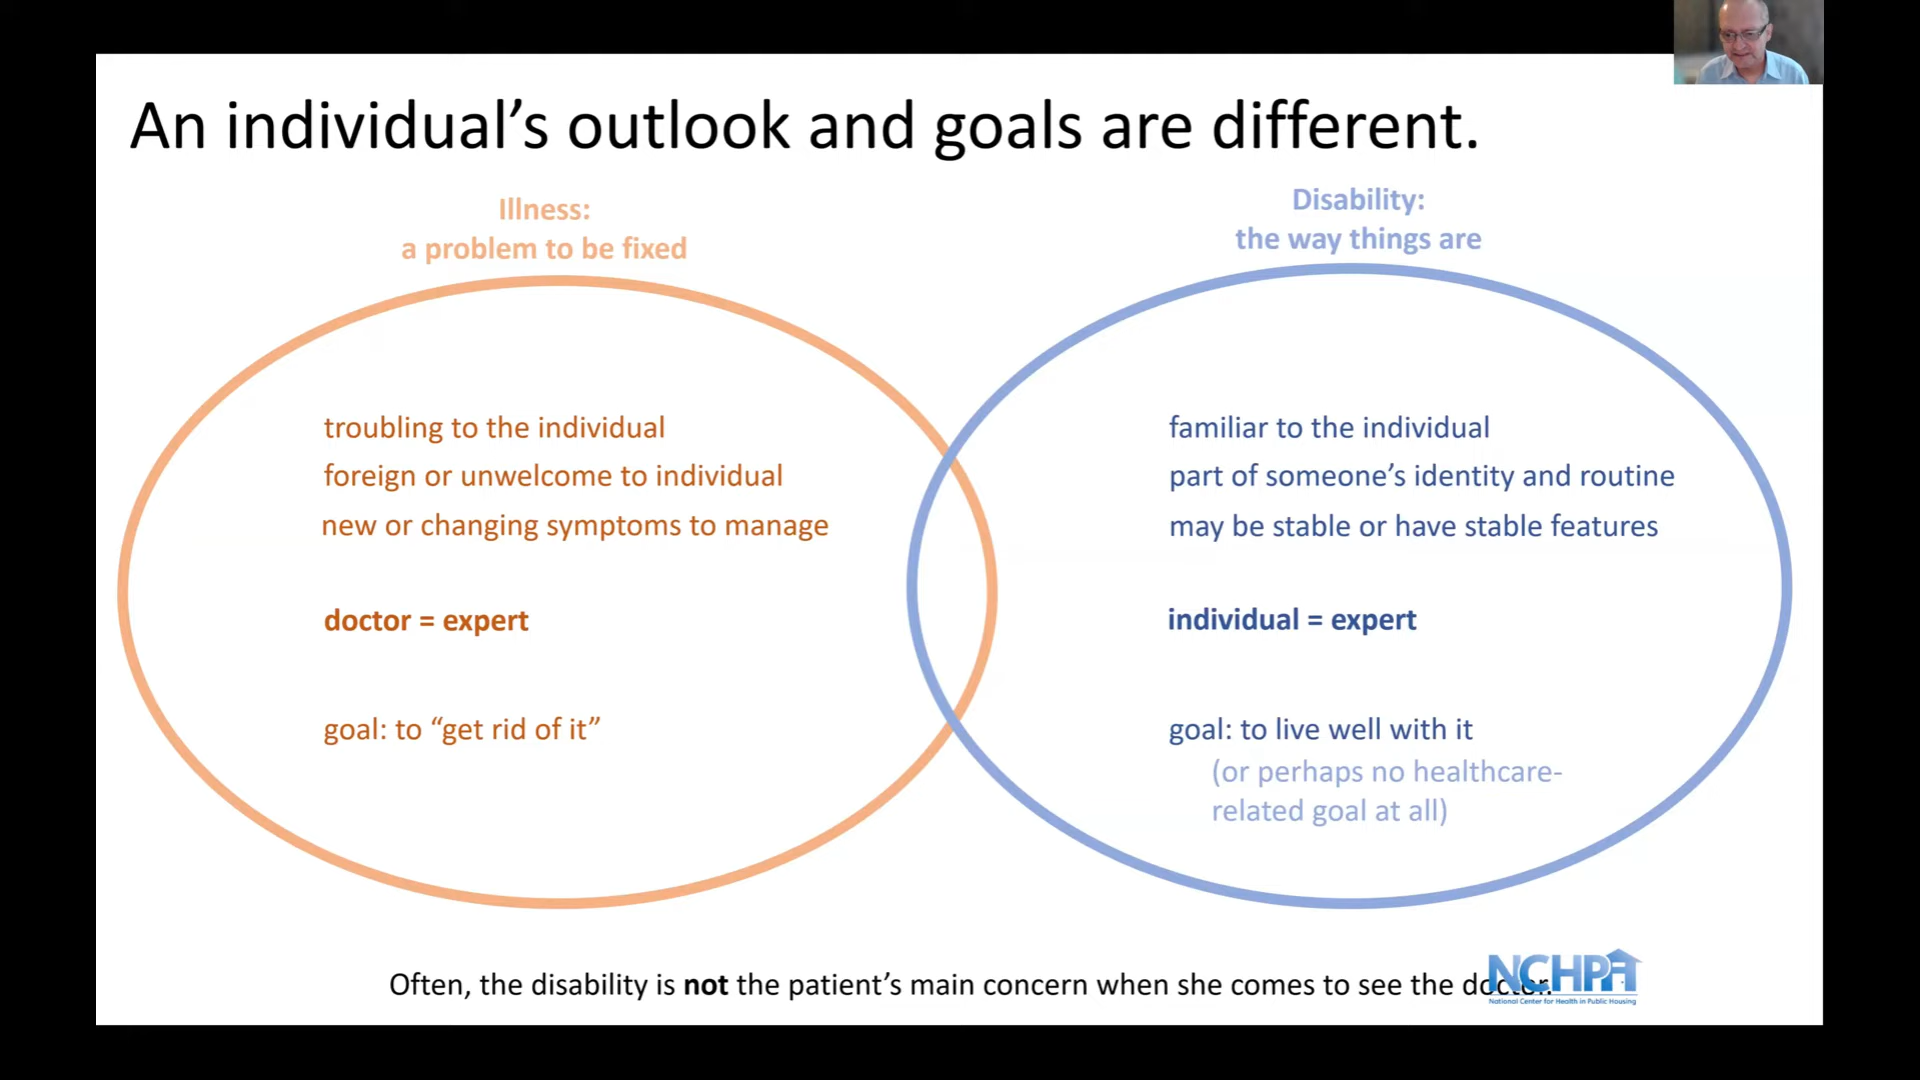 An individual’s outlook and goals are different.
Illness:
a problem to be fixed
Disability:
the way things are
troubling to the individual
foreign or unwelcome to individual
new or changing symptoms to manage
doctor = expert
goal: to “get rid of it”
familiar to the individual
part of someone’s identity and routine
may be stable or have stable features
individual = expert
goal: to live well with it
(or perhaps no healthcare-
related goal at all)
Often, the disability is not the patient’s main concern when she comes to see the doctor.
NCHPH
National Center for Health in Public Housing